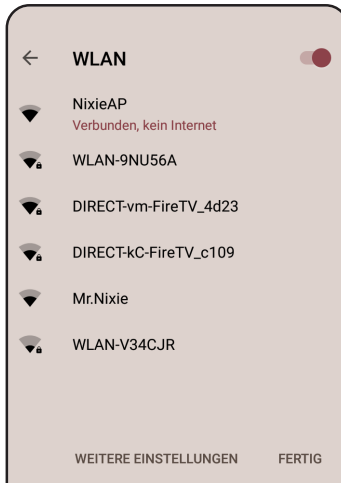 WLAN
NixieAP
Verbunden, kein Internet
WLAN-9NU56A
DIRECT-vm-FireTV_4d23
DIRECT-kC-FireTV_c109
Mr.Nixie
WLAN-V34CJR
WEITERE EINSTELLUNGEN FERTIG